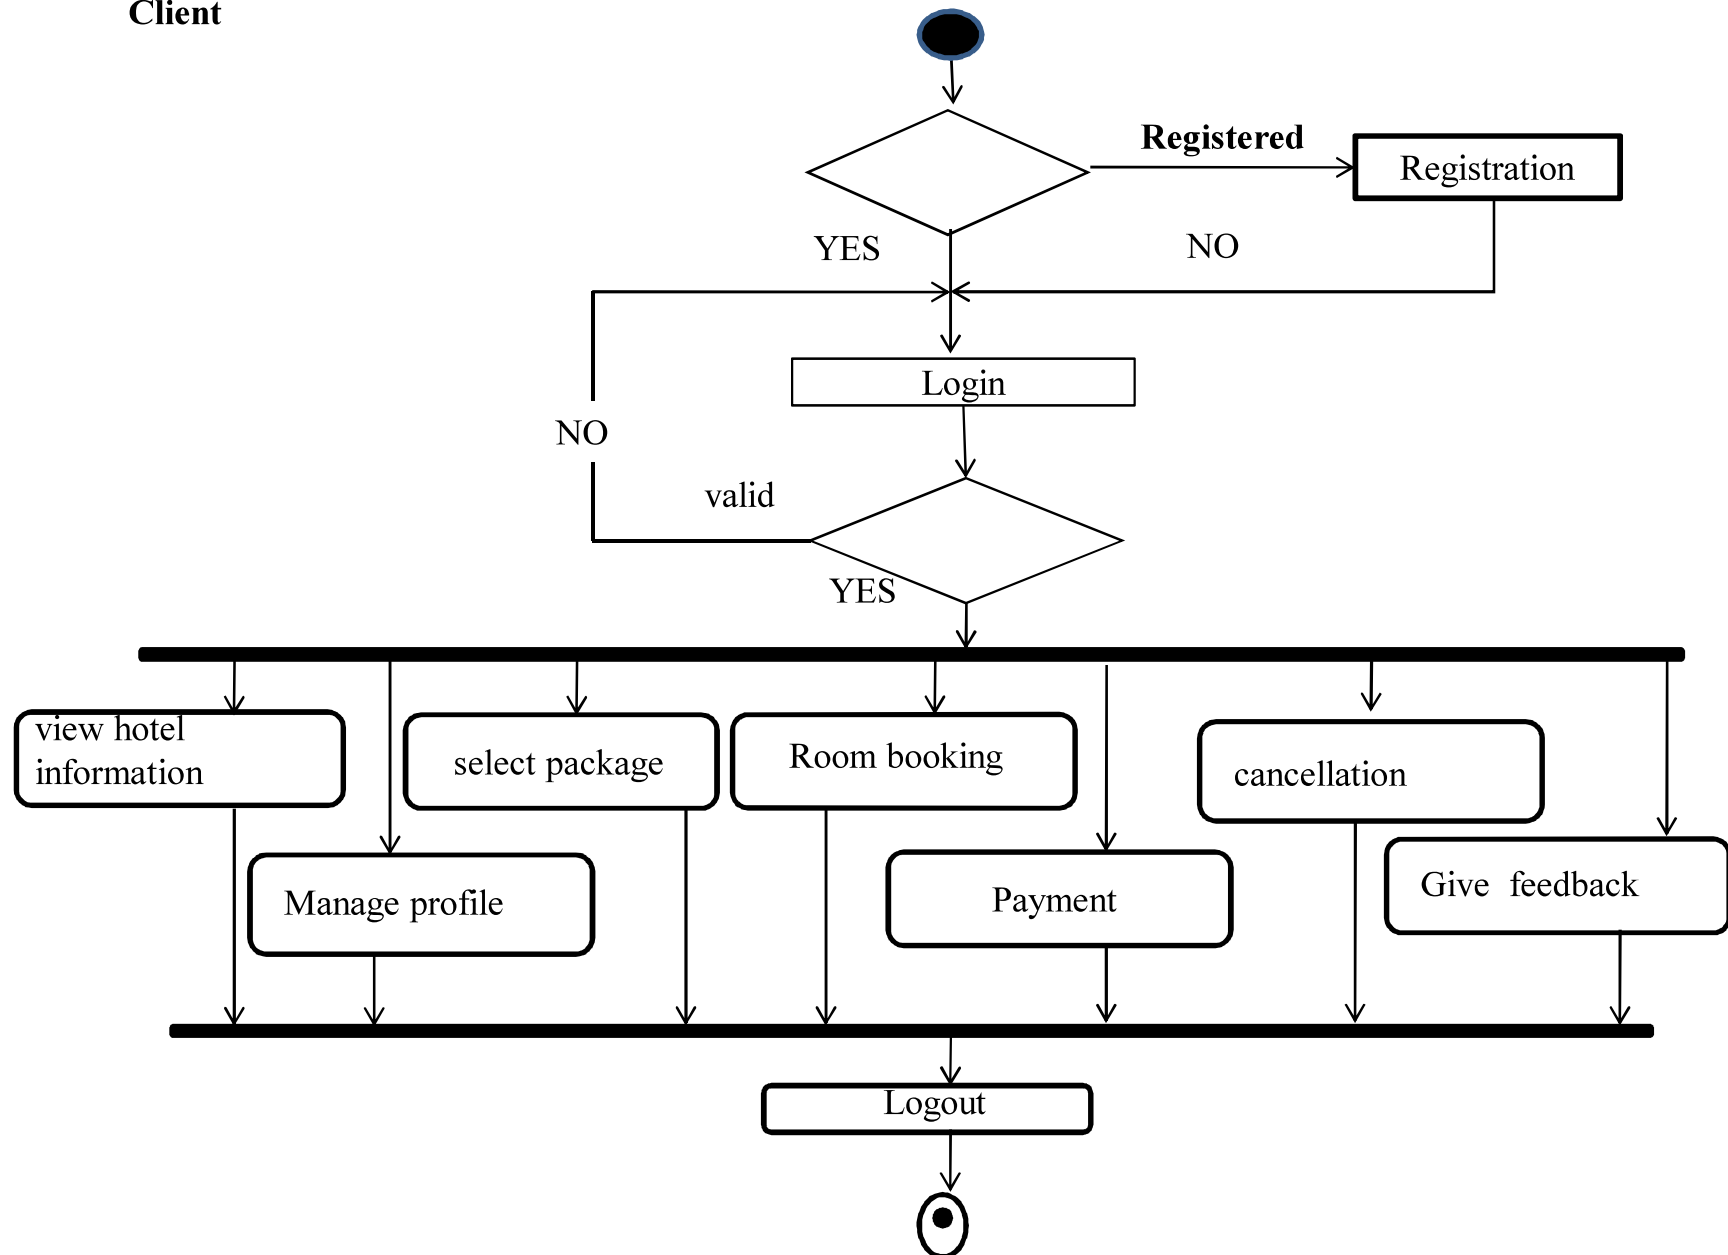 Client
Registered
Registration
YES
NO
Login
NO
valid
YES
view hotel
information
select package
Room booking
cancellation
Manage profile
Payment
Give  feedback
Logout